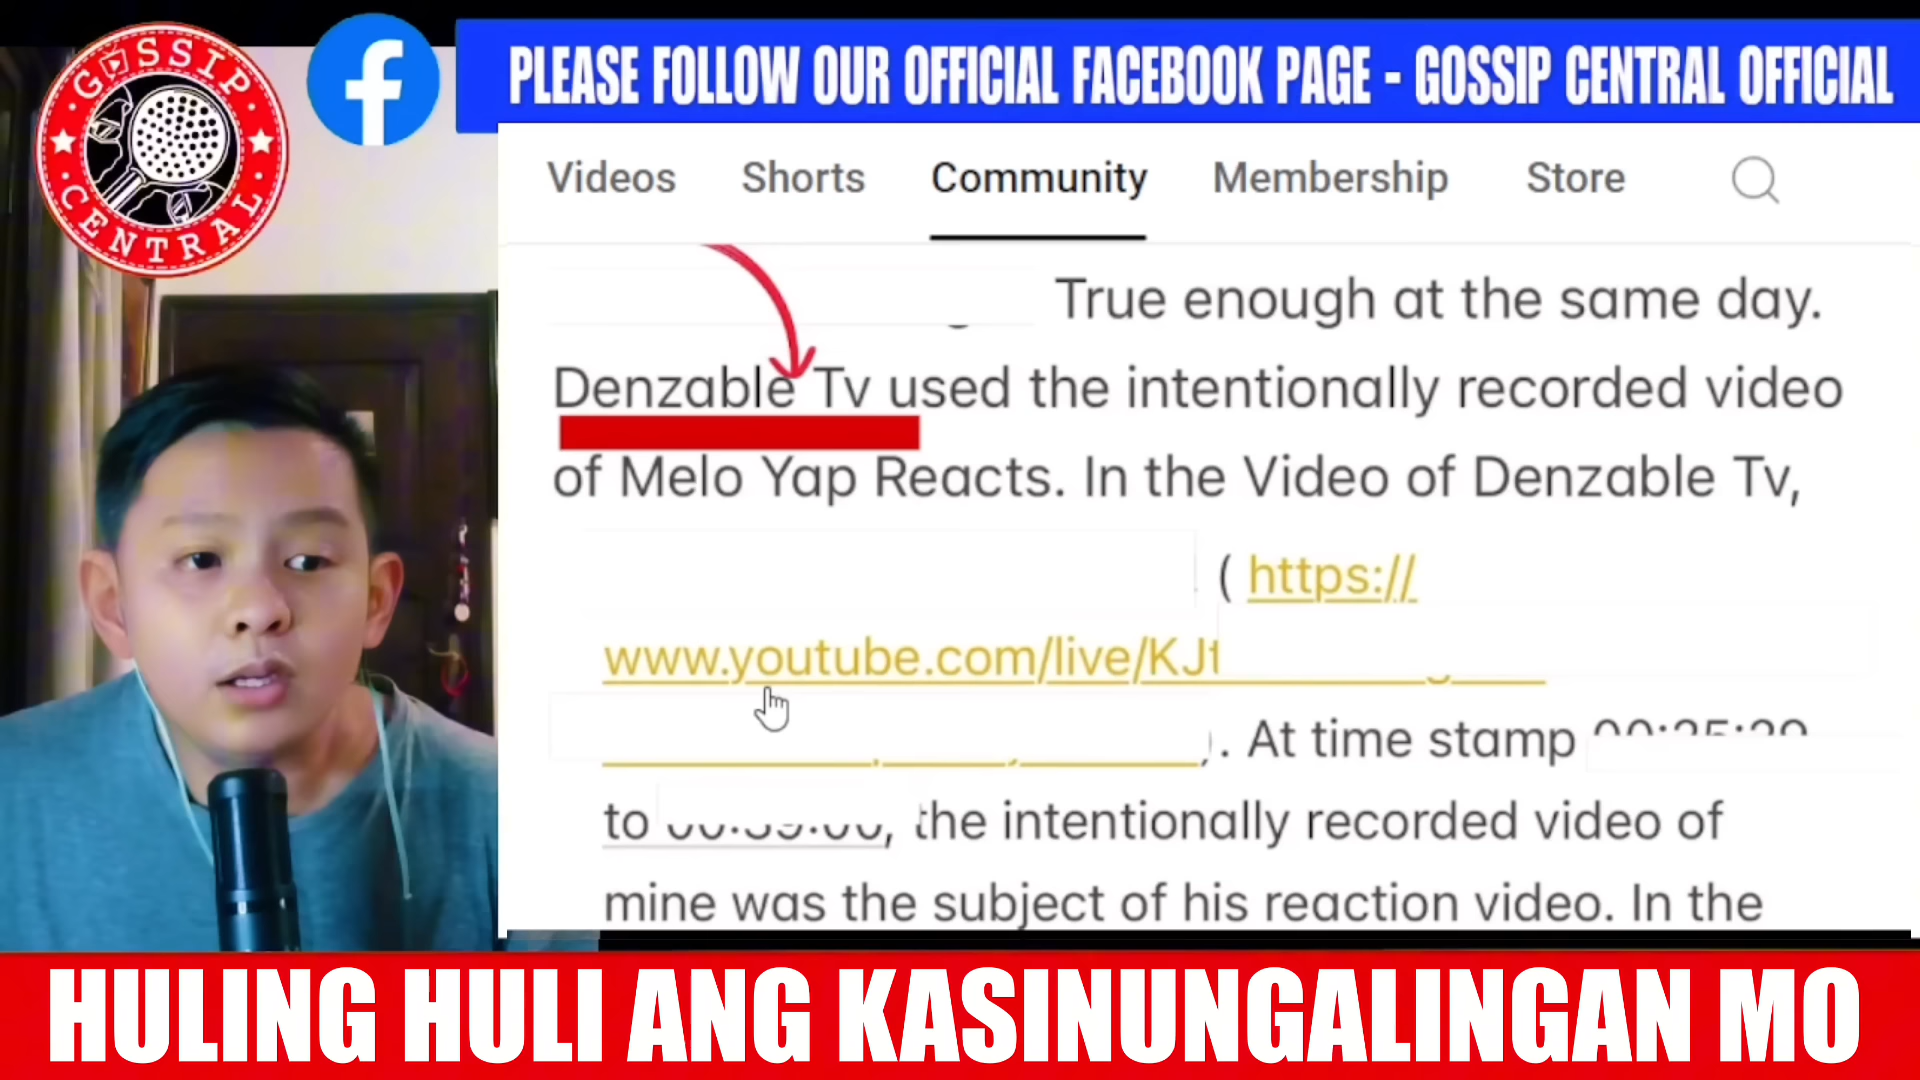 GOSSIP
CENTRAL
PLEASE FOLLOW OUR OFFICIAL FACEBOOK PAGE - GOSSIP CENTRAL OFFICIAL
Videos Shorts Community Membership Store
True enough at the same day.
Denzable Tv used the intentionally recorded video
of Melo Yap Reacts. In the Video of Denzable Tv,
( https://
www.youtube.com/live/KJt
). At time stamp
to the intentionally recorded video of
mine was the subject of his reaction video. In the
HULING HULI ANG KASINUNGALINGAN MO